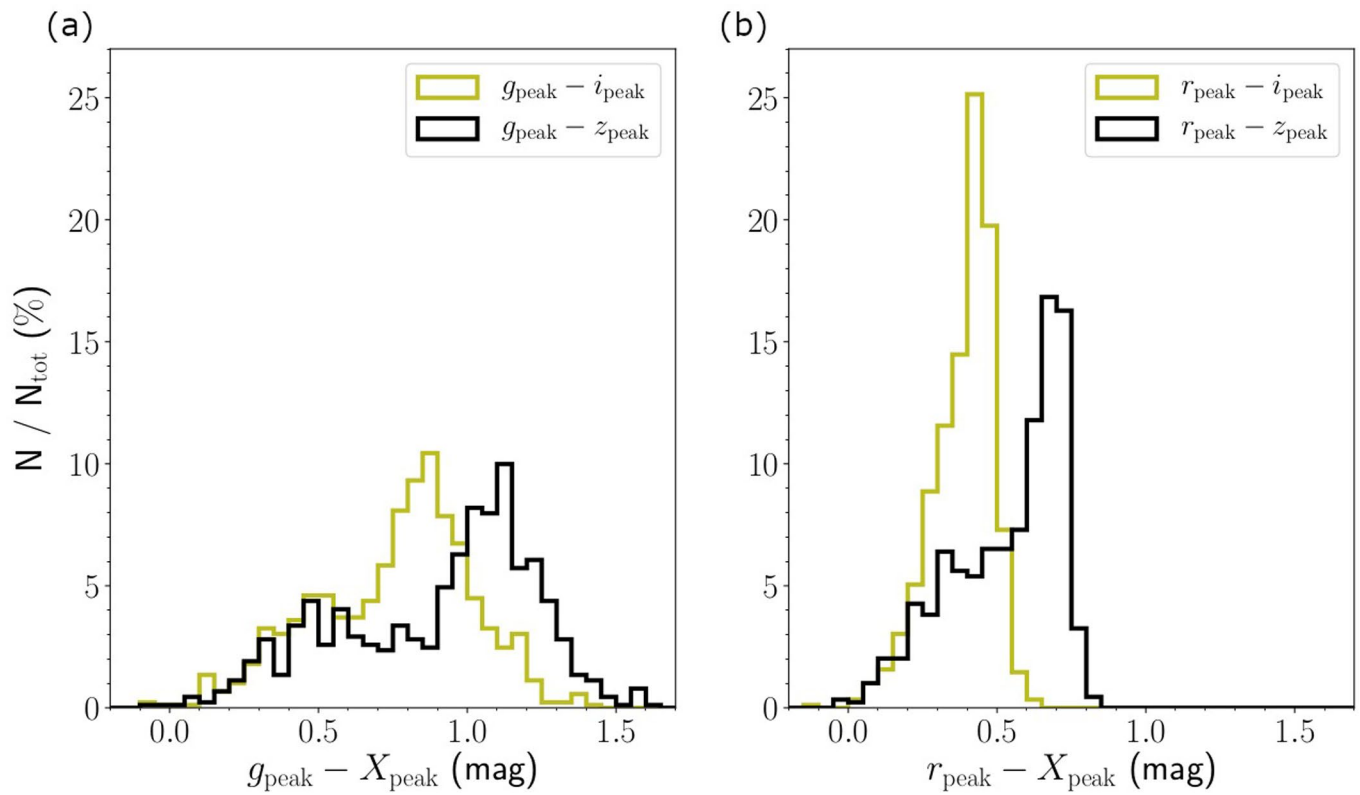 (a)
g_peak − i_peak
g_peak − z_peak
25
20
15
10
5
0
N / N_tot (%)
0.0 0.5 1.0 1.5
g_peak − X_peak (mag)
(b)
r_peak − i_peak
r_peak − z_peak
25
20
15
10
5
0
0.0 0.5 1.0 1.5
r_peak − X_peak (mag)